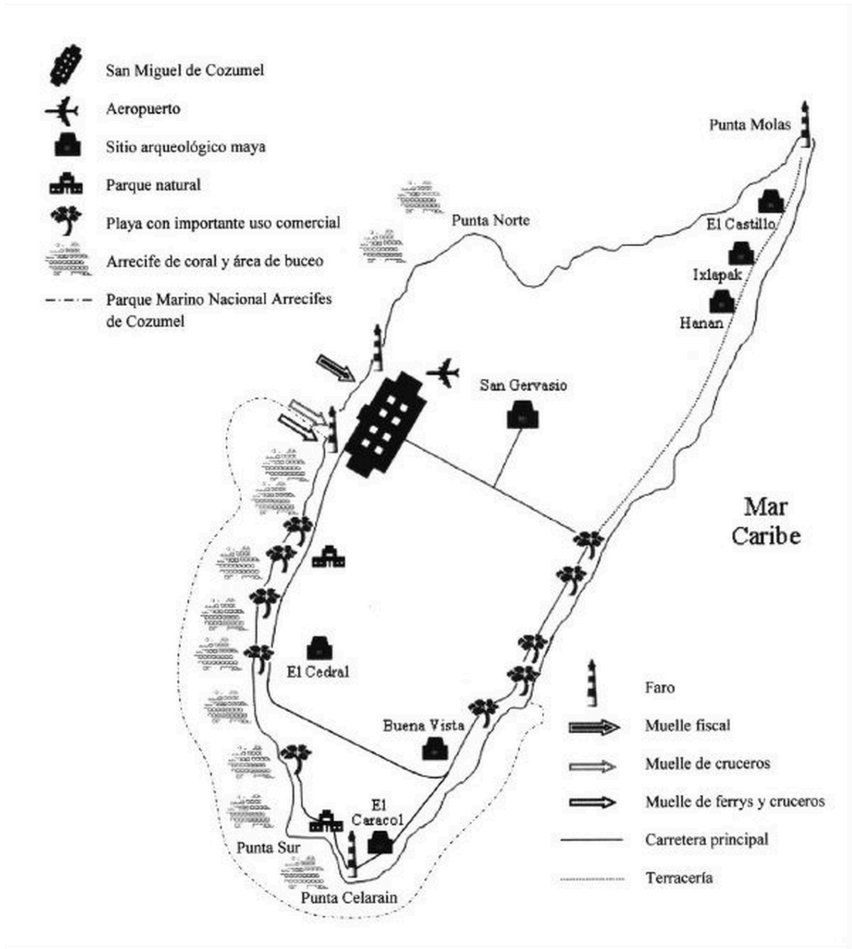 San Miguel de Cozumel
Aeropuerto
Sitio arqueológico maya
Parque natural
Playa con importante uso comercial
Arrecife de coral y área de buceo
Parque Marino Nacional Arrecifes
de Cozumel
Punta Molas
Punta Norte
El Castillo
Ixlapak
Hanan
San Gervasio
Mar
Caribe
El Cedral
Buena Vista
El
Caracol
Punta Sur
Punta Celarain
Faro
Muelle fiscal
Muelle de cruceros
Muelle de ferrys y cruceros
Carretera principal
Terracería